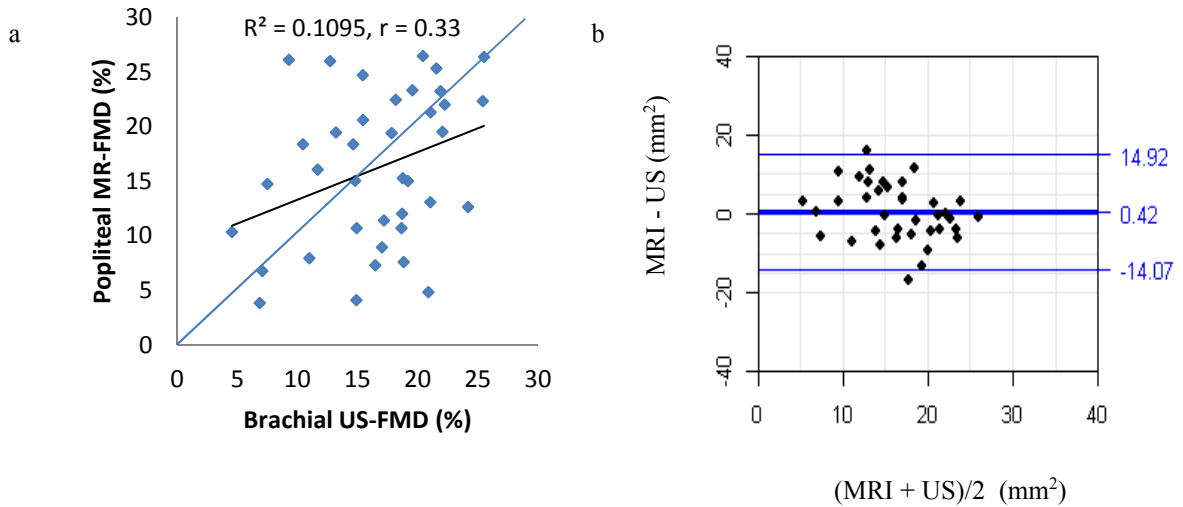 a
R² = 0.1095, r = 0.33
Popliteal MR-FMD (%)
30
25
20
15
10
5
0
0 5 10 15 20 25 30
Brachial US-FMD (%)
b
MRI - US (mm²)
40
20
0
-20
-40
14.92
0.42
-14.07
0 10 20 30 40
(MRI + US)/2 (mm²)